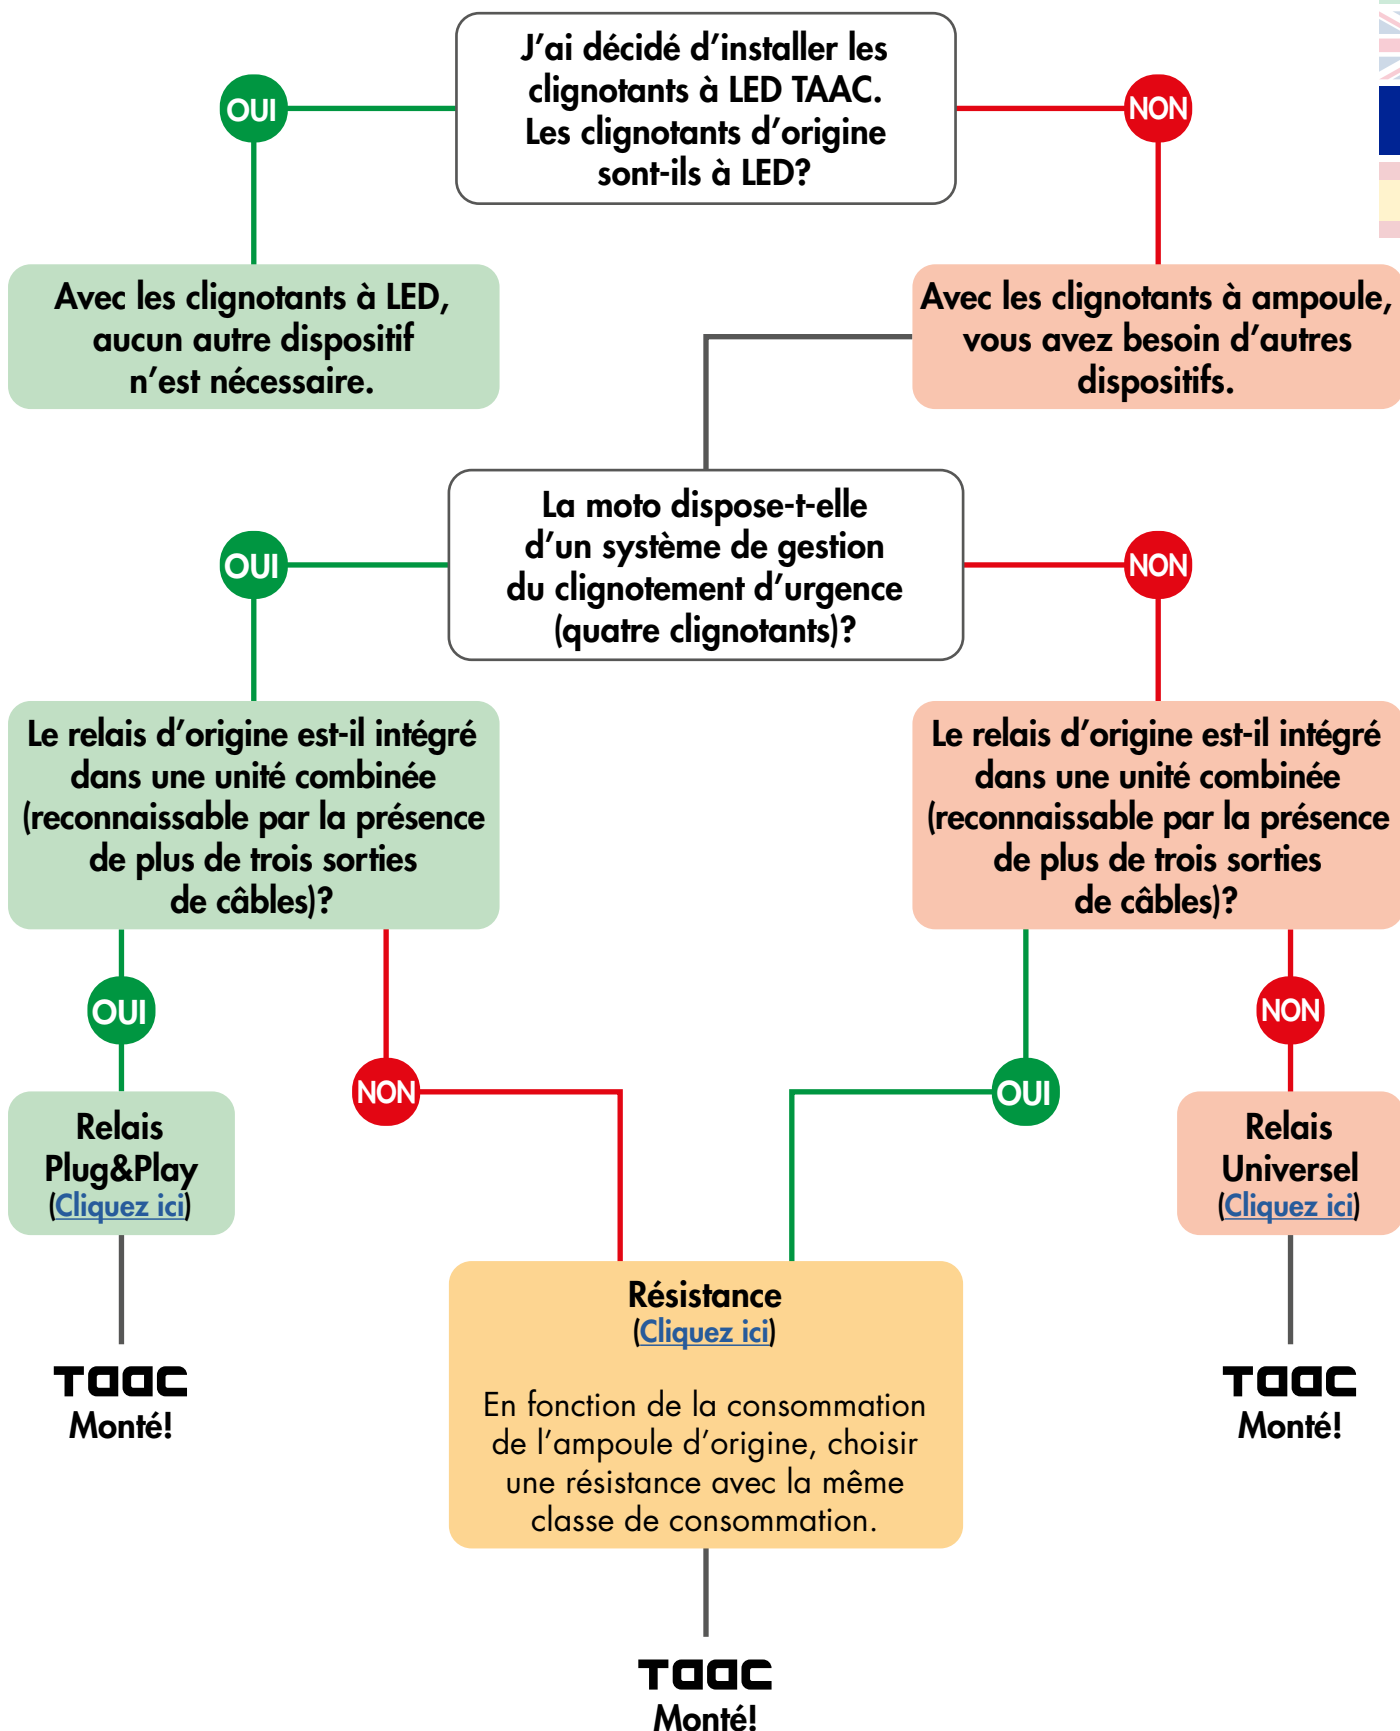 J’ai décidé d’installer les
clignotants à LED TAAC.
Les clignotants d’origine
sont-ils à LED?
OUI
NON
Avec les clignotants à LED,
aucun autre dispositif
n’est nécessaire.
Avec les clignotants à ampoule,
vous avez besoin d’autres
dispositifs.
La moto dispose-t-elle
d’un système de gestion
du clignotement d’urgence
(quatre clignotants)?
OUI
NON
Le relais d’origine est-il intégré
dans une unité combinée
(reconnaissable par la présence
de plus de trois sorties
de câbles)?
Le relais d’origine est-il intégré
dans une unité combinée
(reconnaissable par la présence
de plus de trois sorties
de câbles)?
OUI
NON
OUI
NON
Relais
Plug&Play
(Cliquez ici)
Relais
Universel
(Cliquez ici)
Résistance
(Cliquez ici)
En fonction de la consommation
de l’ampoule d’origine, choisir
une résistance avec la même
classe de consommation.
TAAC
Monté!
TAAC
Monté!
TAAC
Monté!